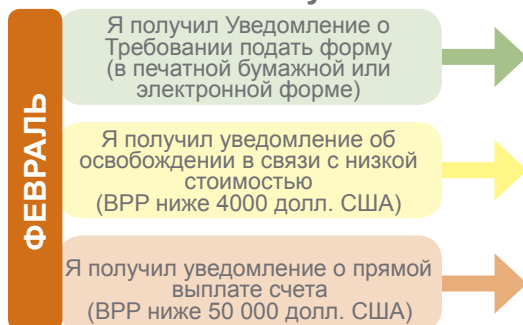 ФЕВРАЛЬ
Я получил Уведомление о
Требовании подать форму
(в печатной бумажной или
электронной форме)
Я получил уведомление об
освобождении в связи с низкой
стоимостью
(ВРР ниже 4000 долл. США)
Я получил уведомление о прямой
выплате счета
(ВРР ниже 50 000 долл. США)